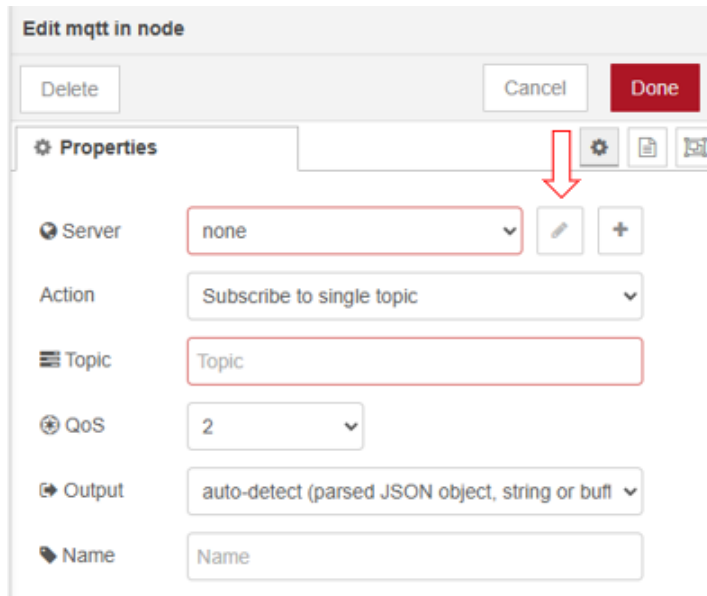 Edit mqtt in node
Delete Cancel Done
Properties
Server none
Action Subscribe to single topic
Topic Topic
QoS 2
Output auto-detect (parsed JSON object, string or buff
Name Name